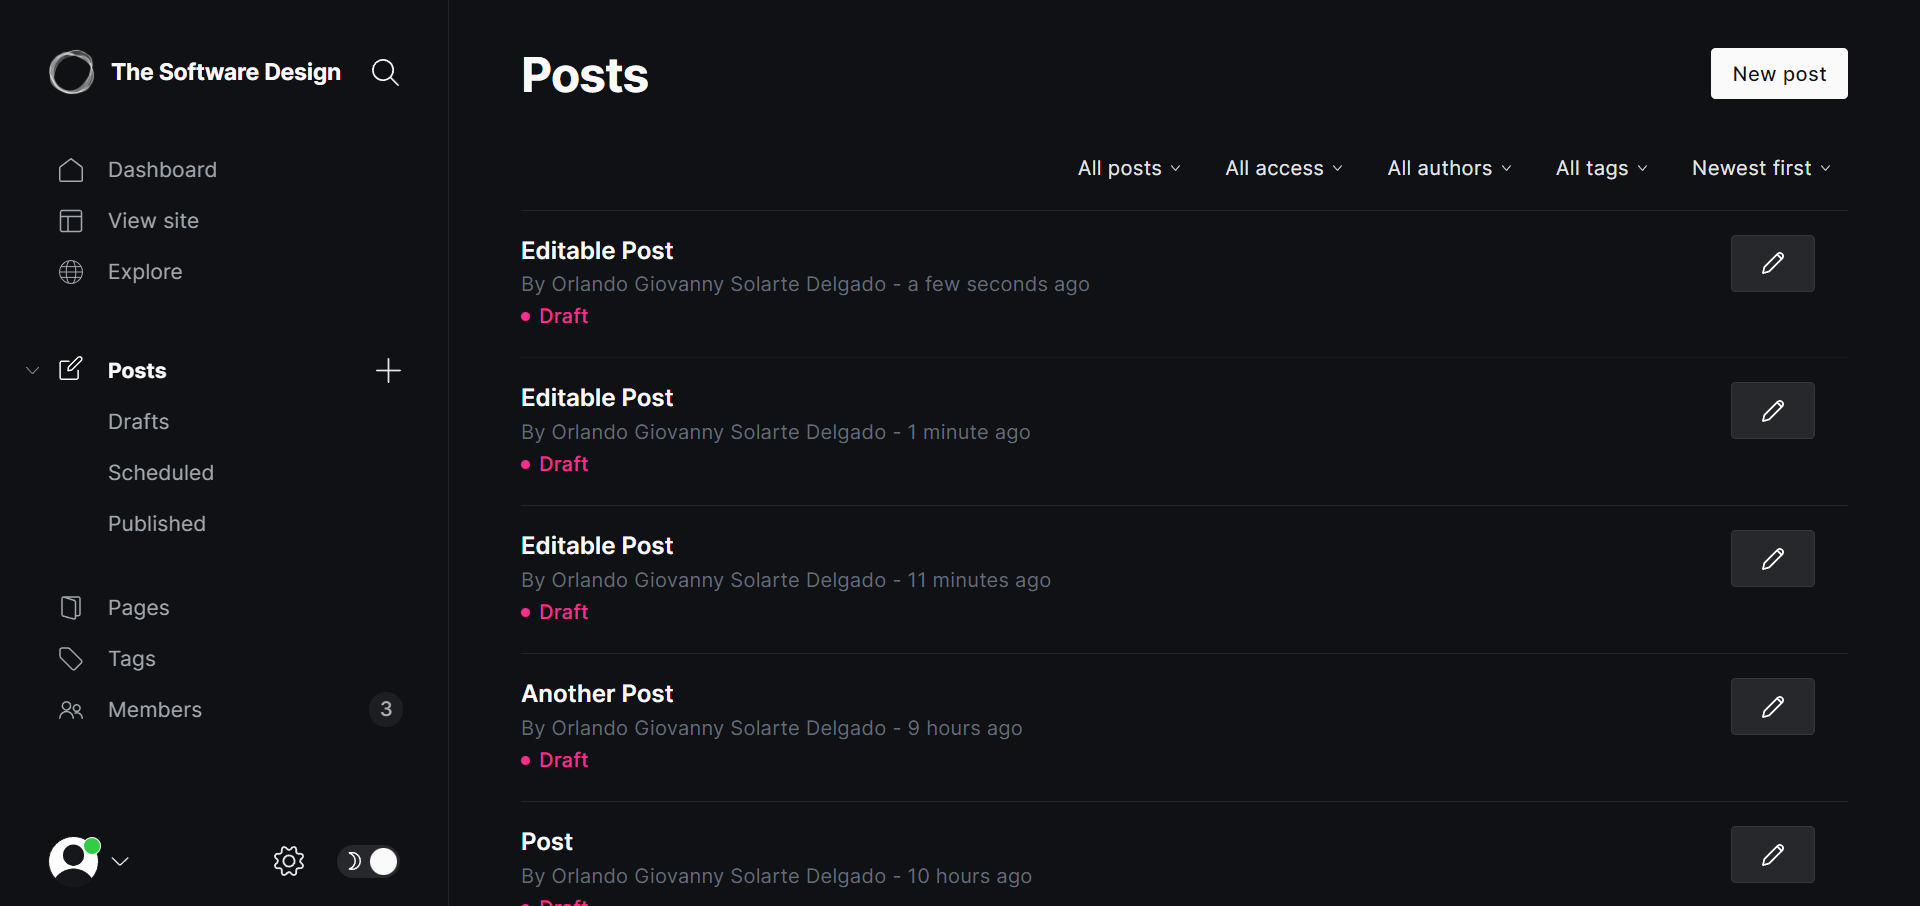 The Software Design
Dashboard
View site
Explore
Posts
Drafts
Scheduled
Published
Pages
Tags
Members 3
Posts
New post
All posts All access All authors All tags Newest first
Editable Post
By Orlando Giovanny Solarte Delgado - a few seconds ago
Draft
Editable Post
By Orlando Giovanny Solarte Delgado - 1 minute ago
Draft
Editable Post
By Orlando Giovanny Solarte Delgado - 11 minutes ago
Draft
Another Post
By Orlando Giovanny Solarte Delgado - 9 hours ago
Draft
Post
By Orlando Giovanny Solarte Delgado - 10 hours ago
Draft